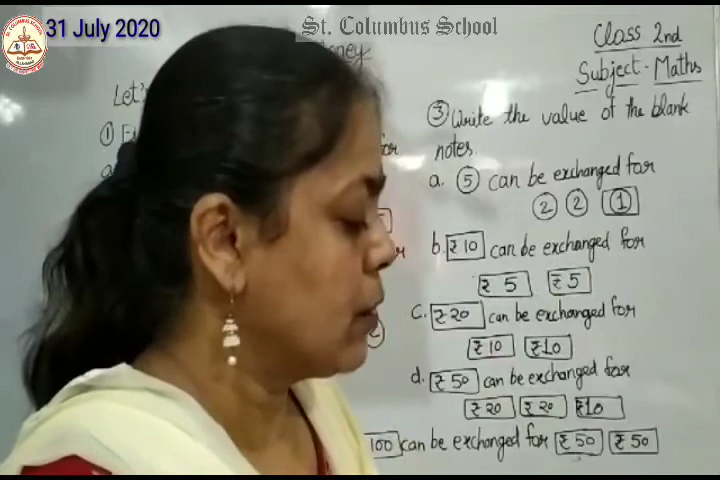 31 July 2020
St. Columbus School
Class 2nd
Subject - Maths
Let's
①
③ Write the value of the blank
notes.
a. ⑤ can be exchanged for
② ② ①
b. ₹ 10 can be exchanged for
₹ 5 ₹ 5
c. ₹ 20 can be exchanged for
₹ 10 ₹ 10
d. ₹ 50 can be exchanged for
₹ 20 ₹ 20 ₹ 10
100 can be exchanged for ₹ 50 ₹ 50